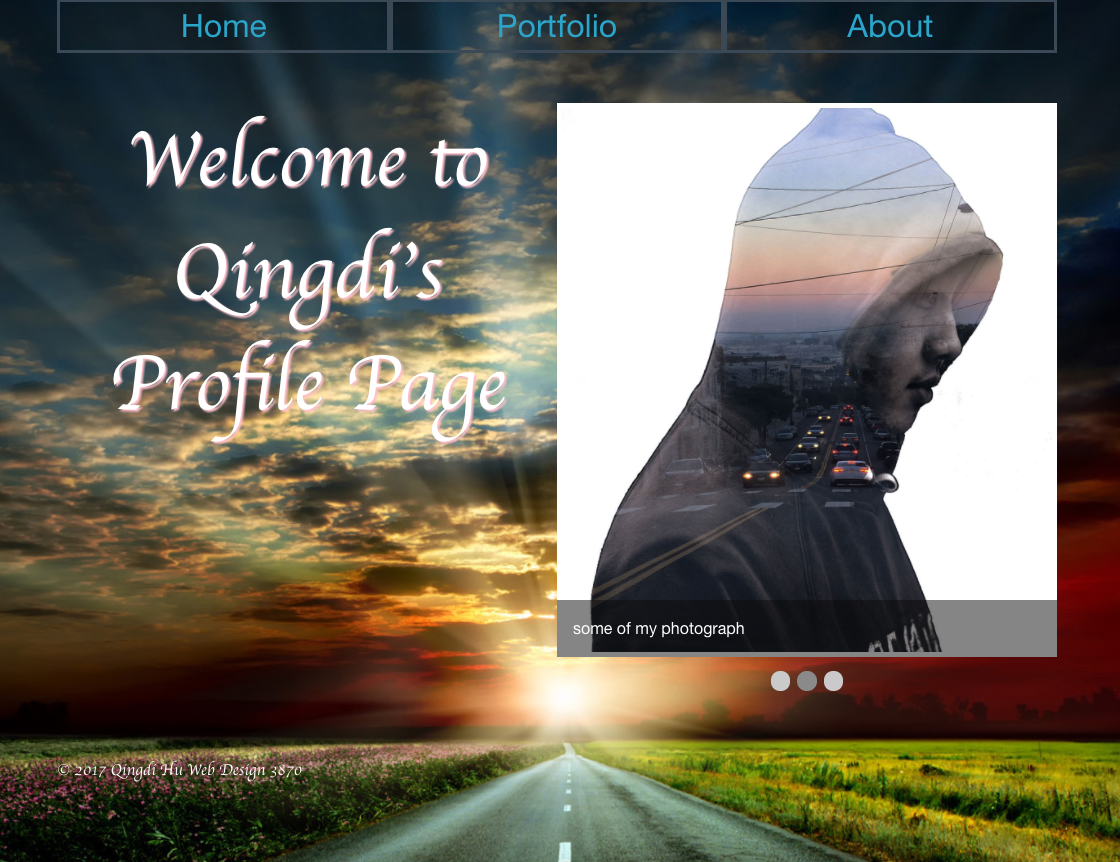 Home
Portfolio
About
Welcome to
Qingdi's
Profile Page
some of my photograph
© 2017 Qingdi Hu Web Design 3870